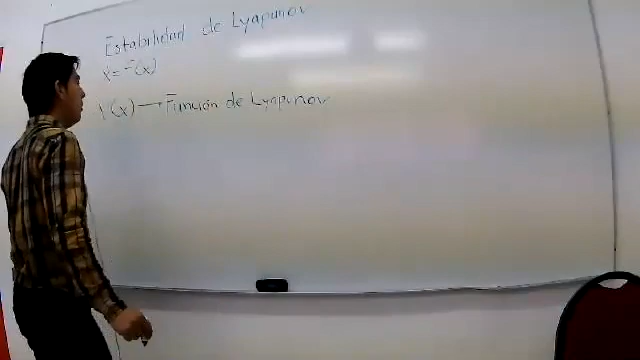 Estabilidad de Lyapunov
ẋ = F(x)
V(x) → Función de Lyapunov